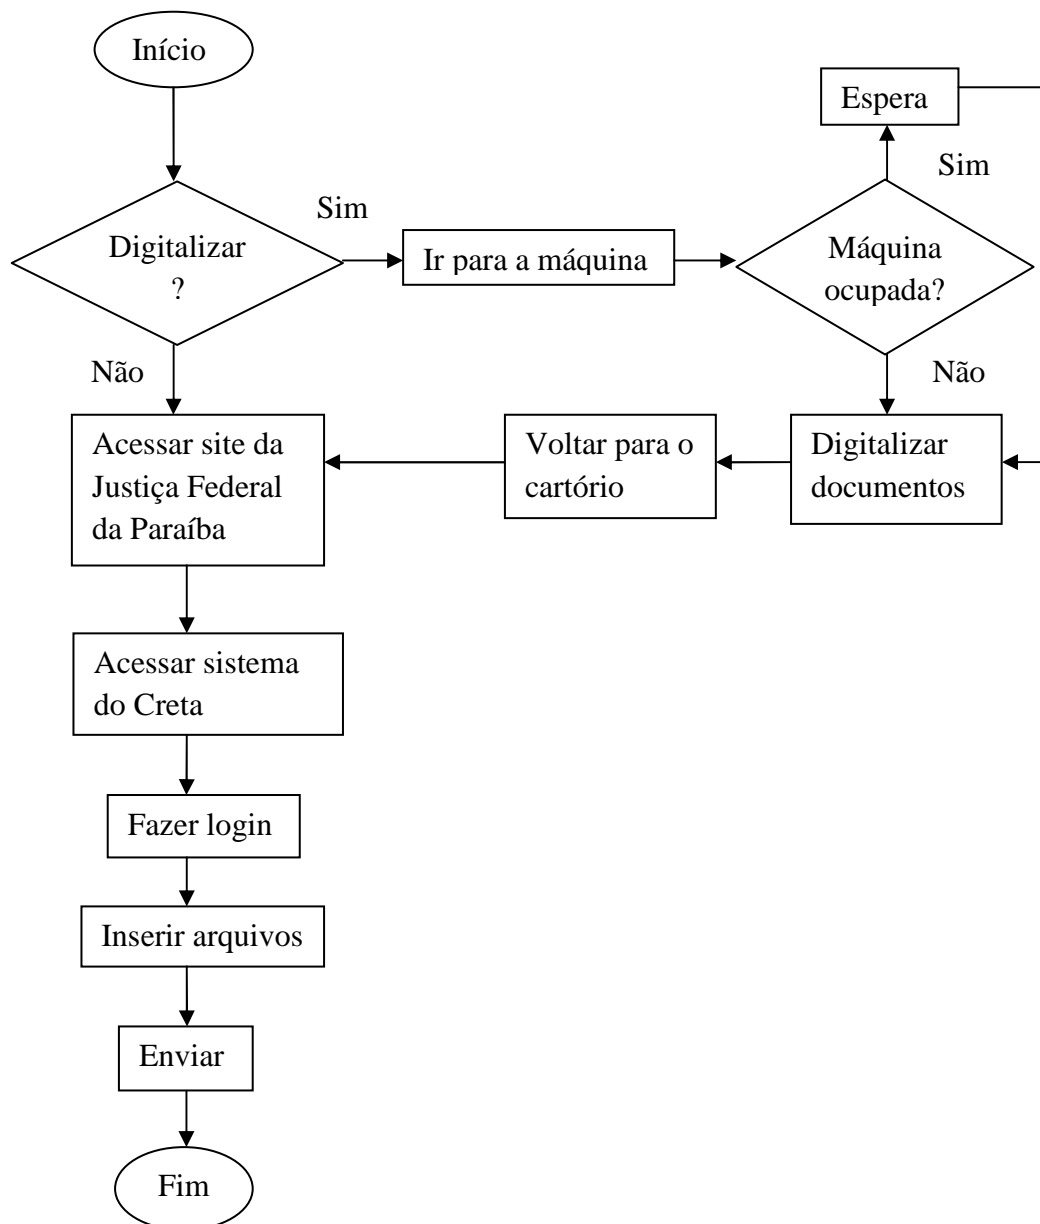 Início
Espera
Sim
Sim
Digitalizar
?
Ir para a máquina
Máquina
ocupada?
Não
Não
Acessar site da
Justiça Federal
da Paraíba
Voltar para o
cartório
Digitalizar
documentos
Acessar sistema
do Creta
Fazer login
Inserir arquivos
Enviar
Fim